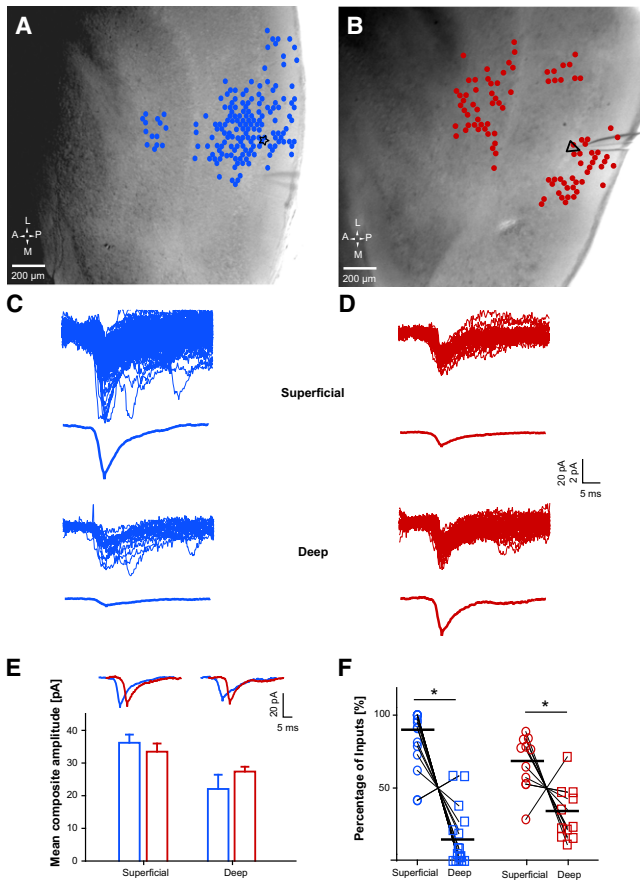 A
B
L
A P
M
200 µm
L
A P
M
200 µm
C
D
Superficial
20 pA
2 pA
5 ms
Deep
E
F
20 pA
5 ms
Mean composite amplitude [pA]
40
30
20
10
0
Superficial
Deep
Percentage of Inputs [%]
*
*
100
50
0
Superficial
Deep
Superficial
Deep